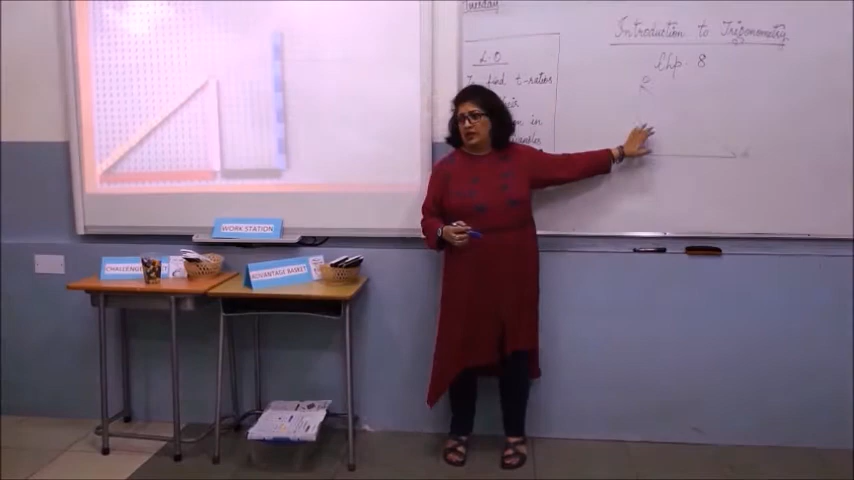 Tuesday
Introduction to Trigonometry
Chp. 8
L.O
To find t-ratios
WORK STATION
CHALLENGE
ADVANTAGE BASKET